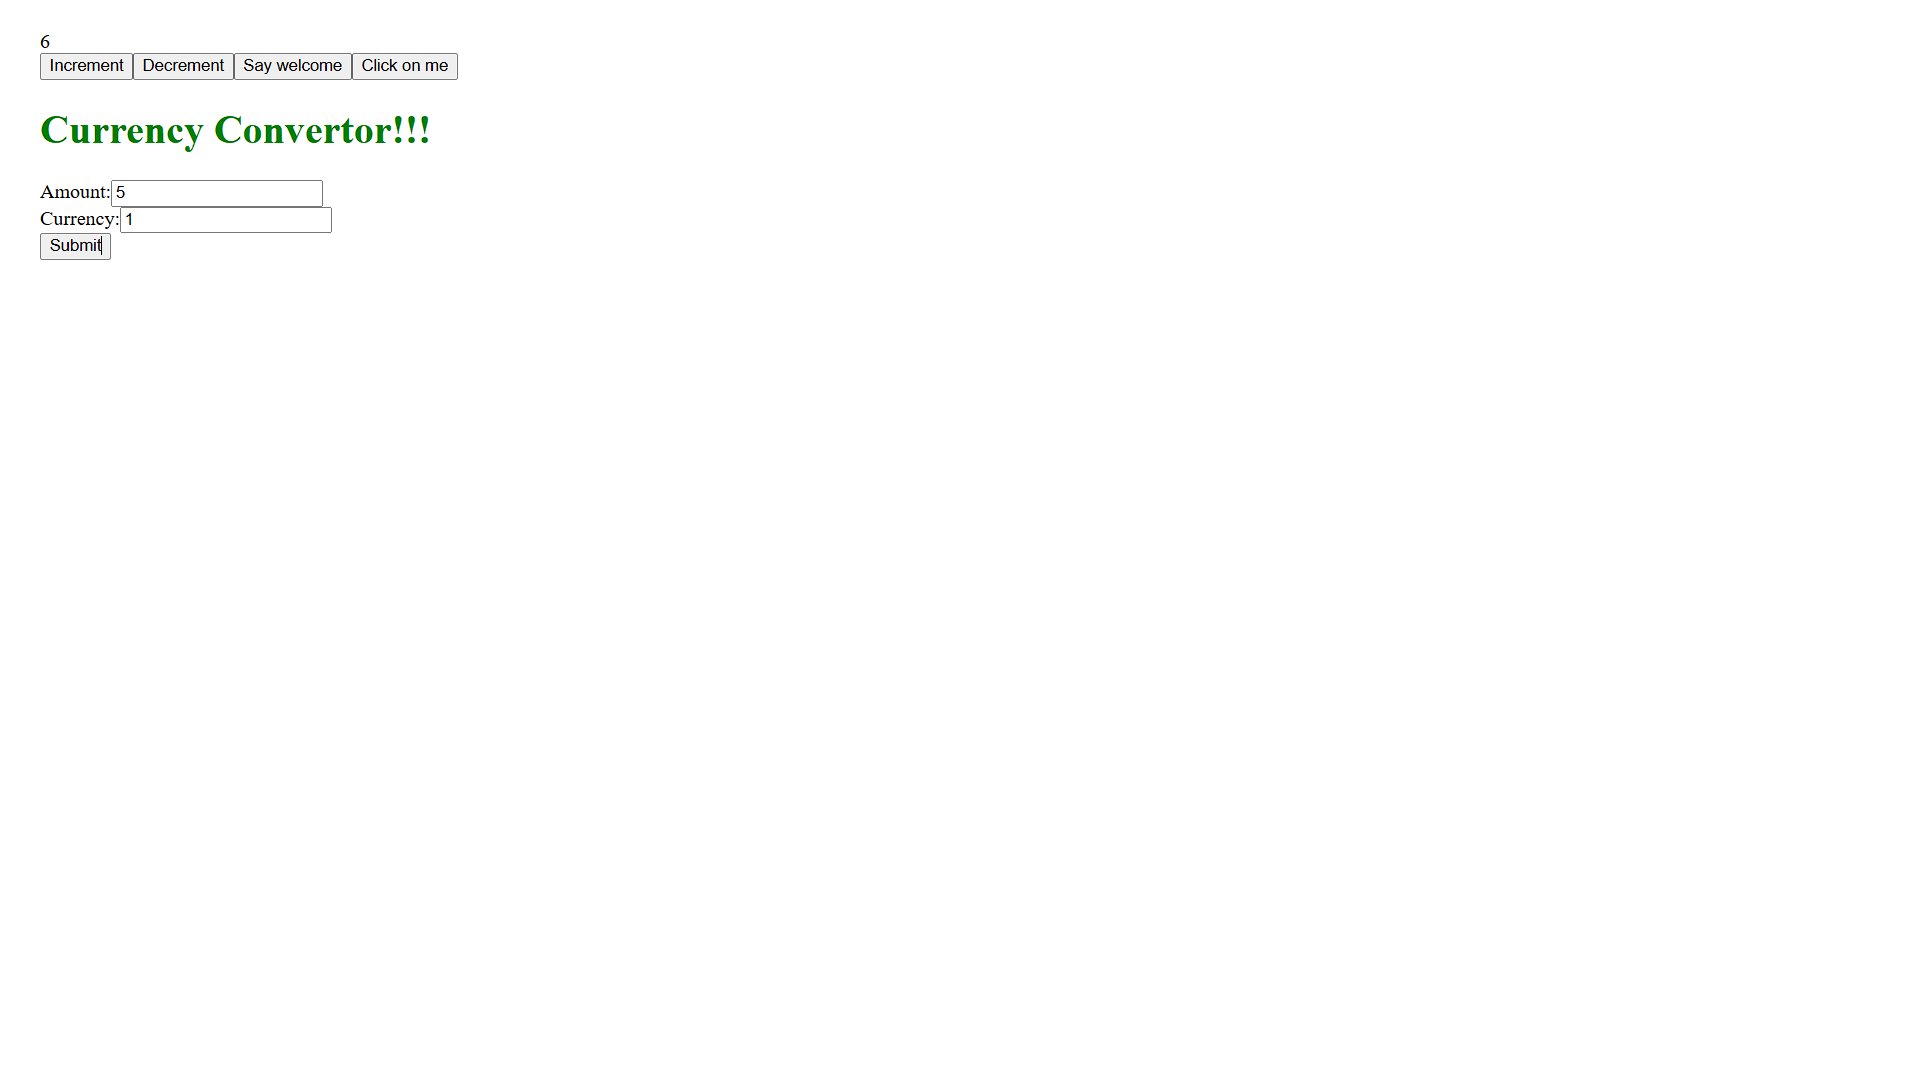 6
Increment Decrement Say welcome Click on me
Currency Convertor!!!
Amount: 5
Currency: 1
Submit